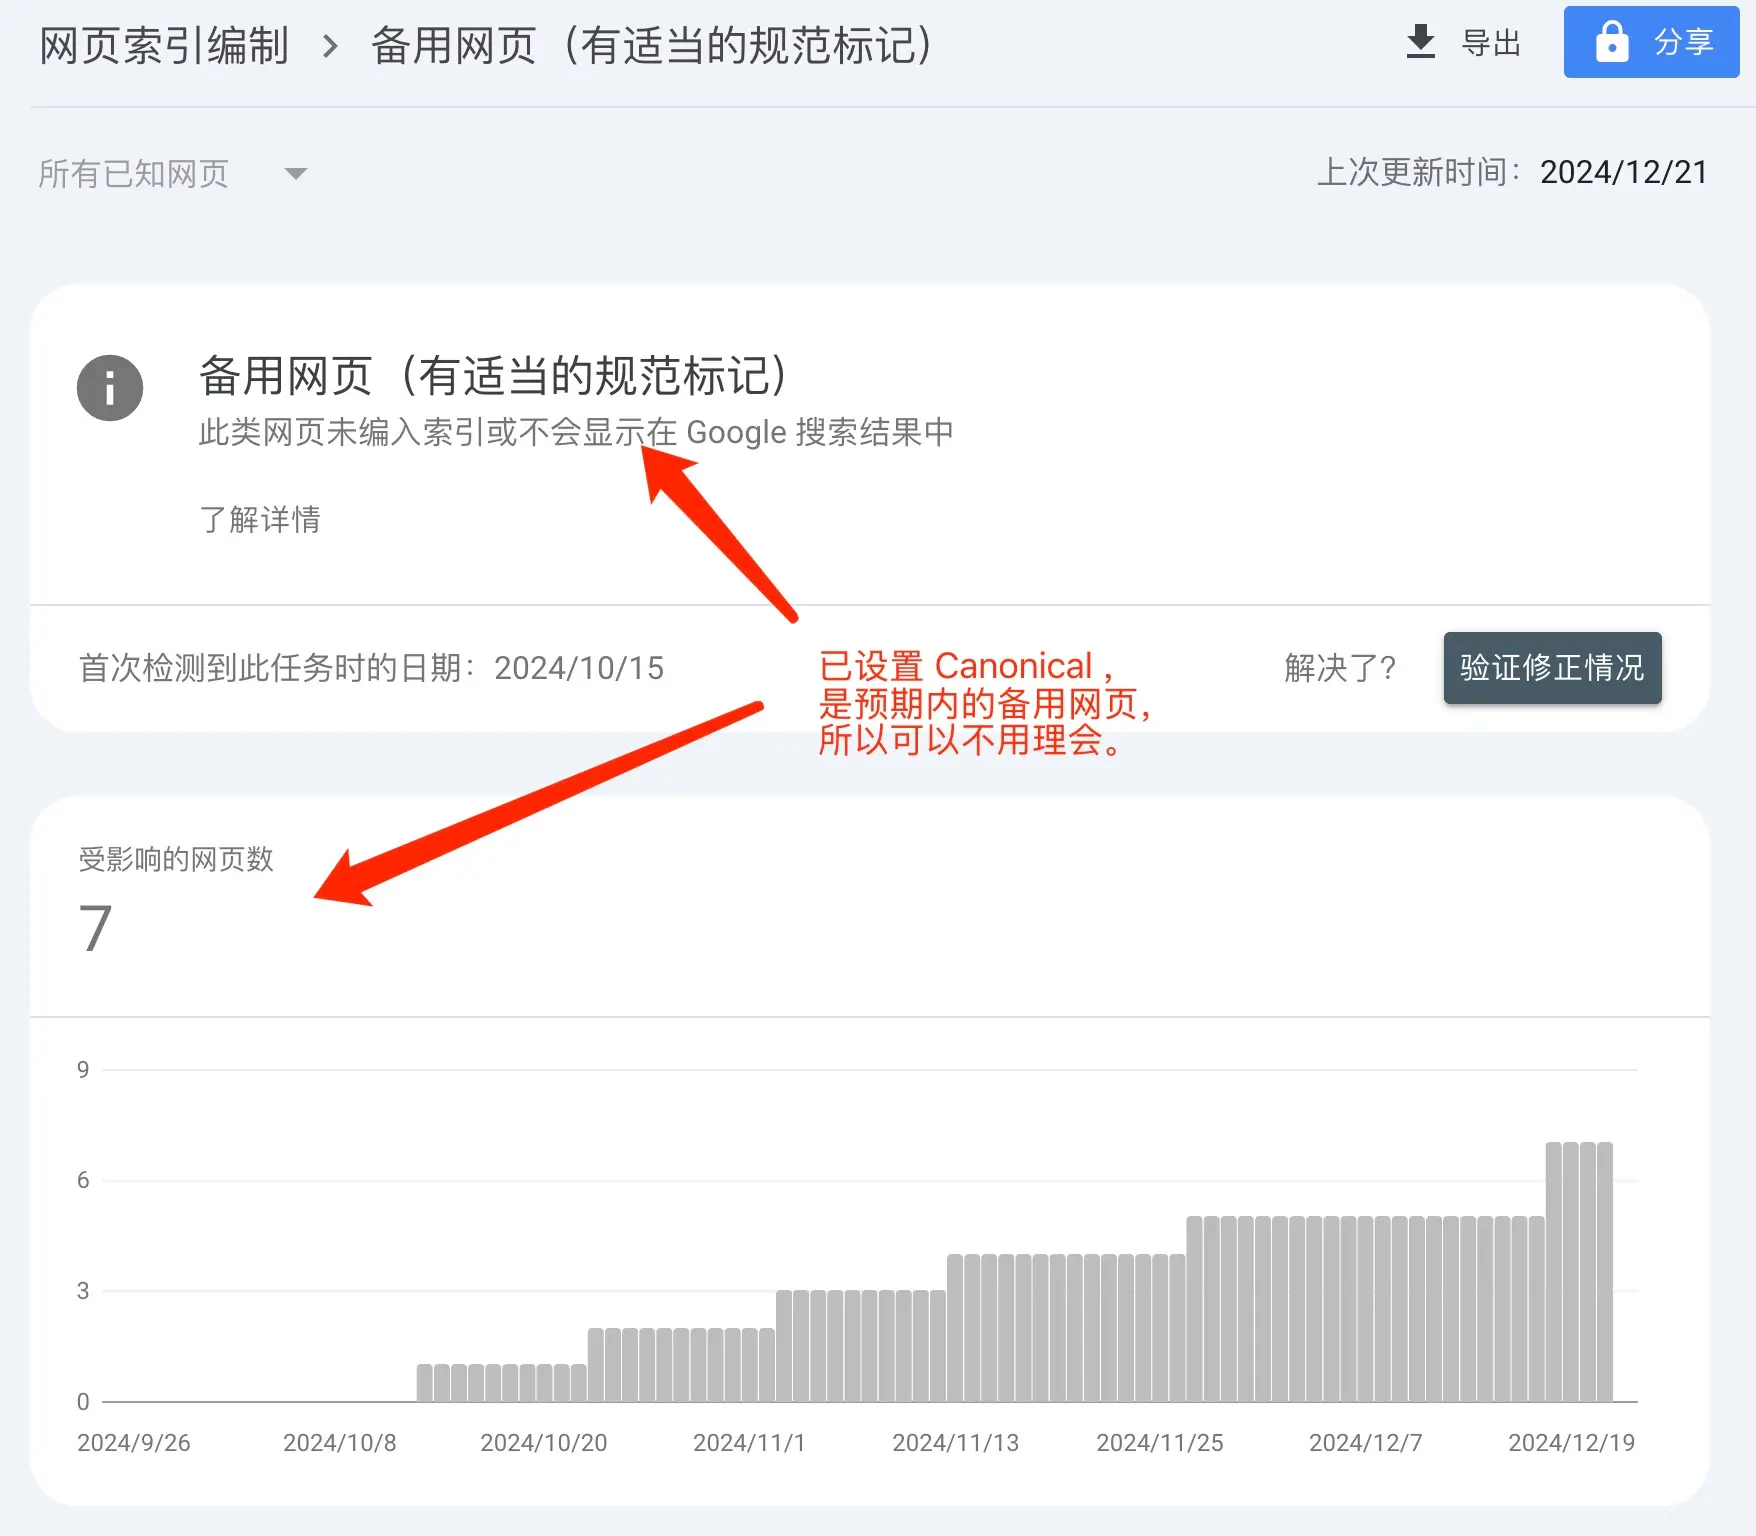 网页索引编制 > 备用网页（有适当的规范标记）
导出
分享
所有已知网页
上次更新时间：2024/12/21
备用网页（有适当的规范标记）
此类网页未编入索引或不会显示在 Google 搜索结果中
了解详情
首次检测到此任务时的日期：2024/10/15
已设置 Canonical，
是预期内的备用网页，
所以可以不用理会。
解决了？
验证修正情况
受影响的网页数
7
9
6
3
0
2024/9/26
2024/10/8
2024/10/20
2024/11/1
2024/11/13
2024/11/25
2024/12/7
2024/12/19